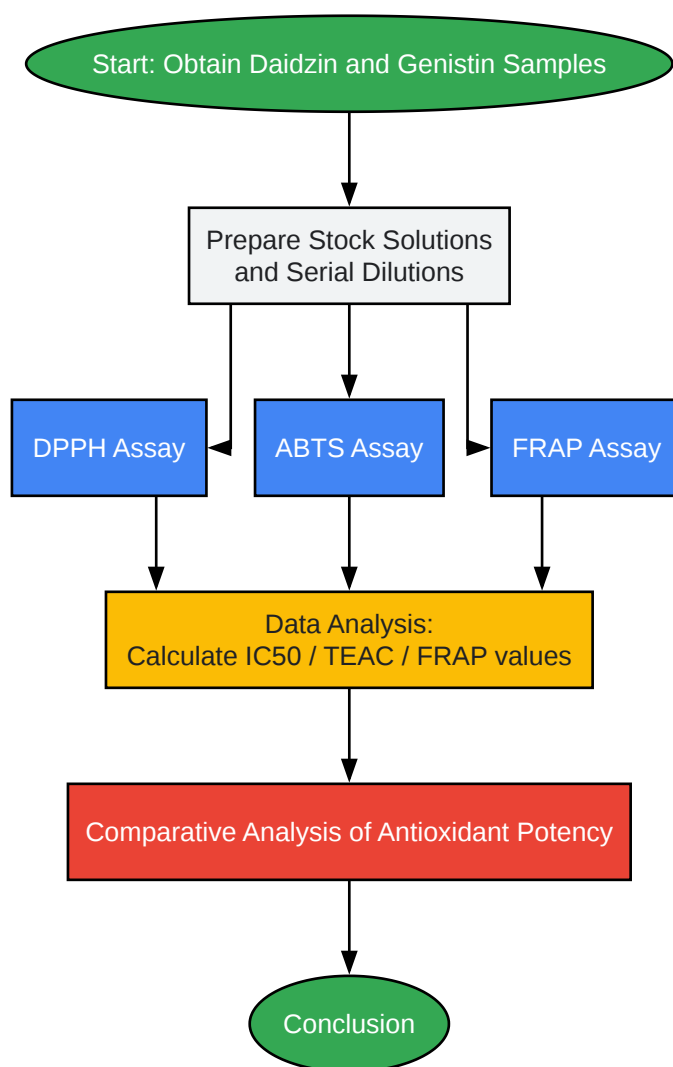 Start: Obtain Daidzin and Genistin Samples
Prepare Stock Solutions
and Serial Dilutions
DPPH Assay
ABTS Assay
FRAP Assay
Data Analysis:
Calculate IC50 / TEAC / FRAP values
Comparative Analysis of Antioxidant Potency
Conclusion